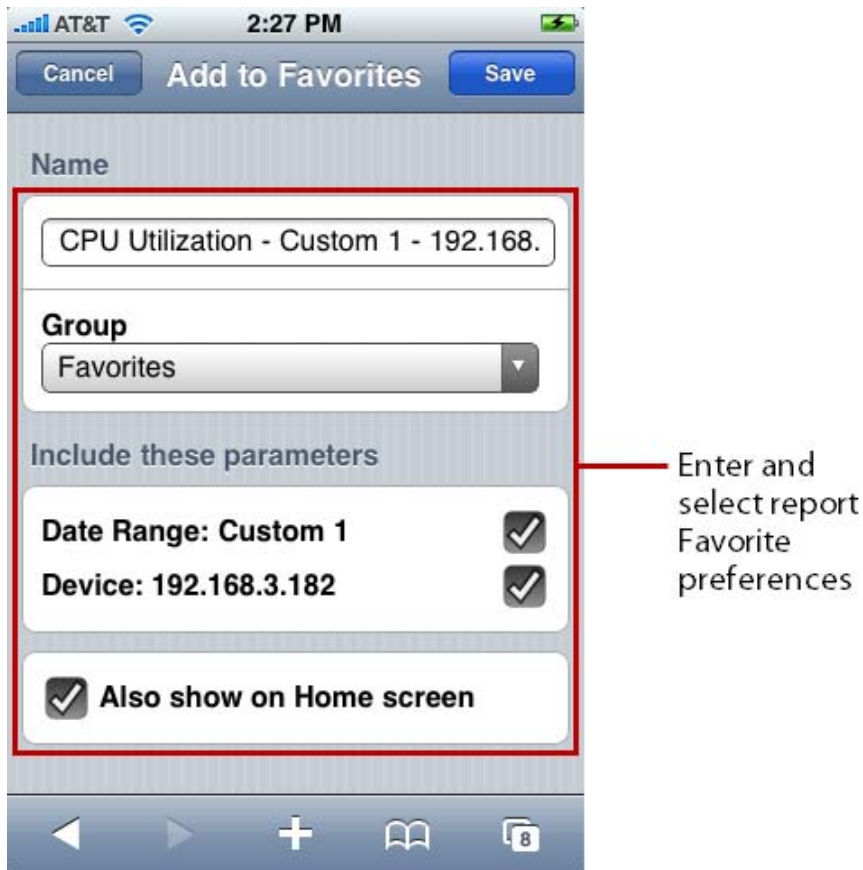 AT&T 2:27 PM
Cancel Add to Favorites Save
Name
CPU Utilization - Custom 1 - 192.168.
Group
Favorites
Include these parameters
Date Range: Custom 1
Device: 192.168.3.182
Also show on Home screen
8
Enter and
select report
Favorite
preferences